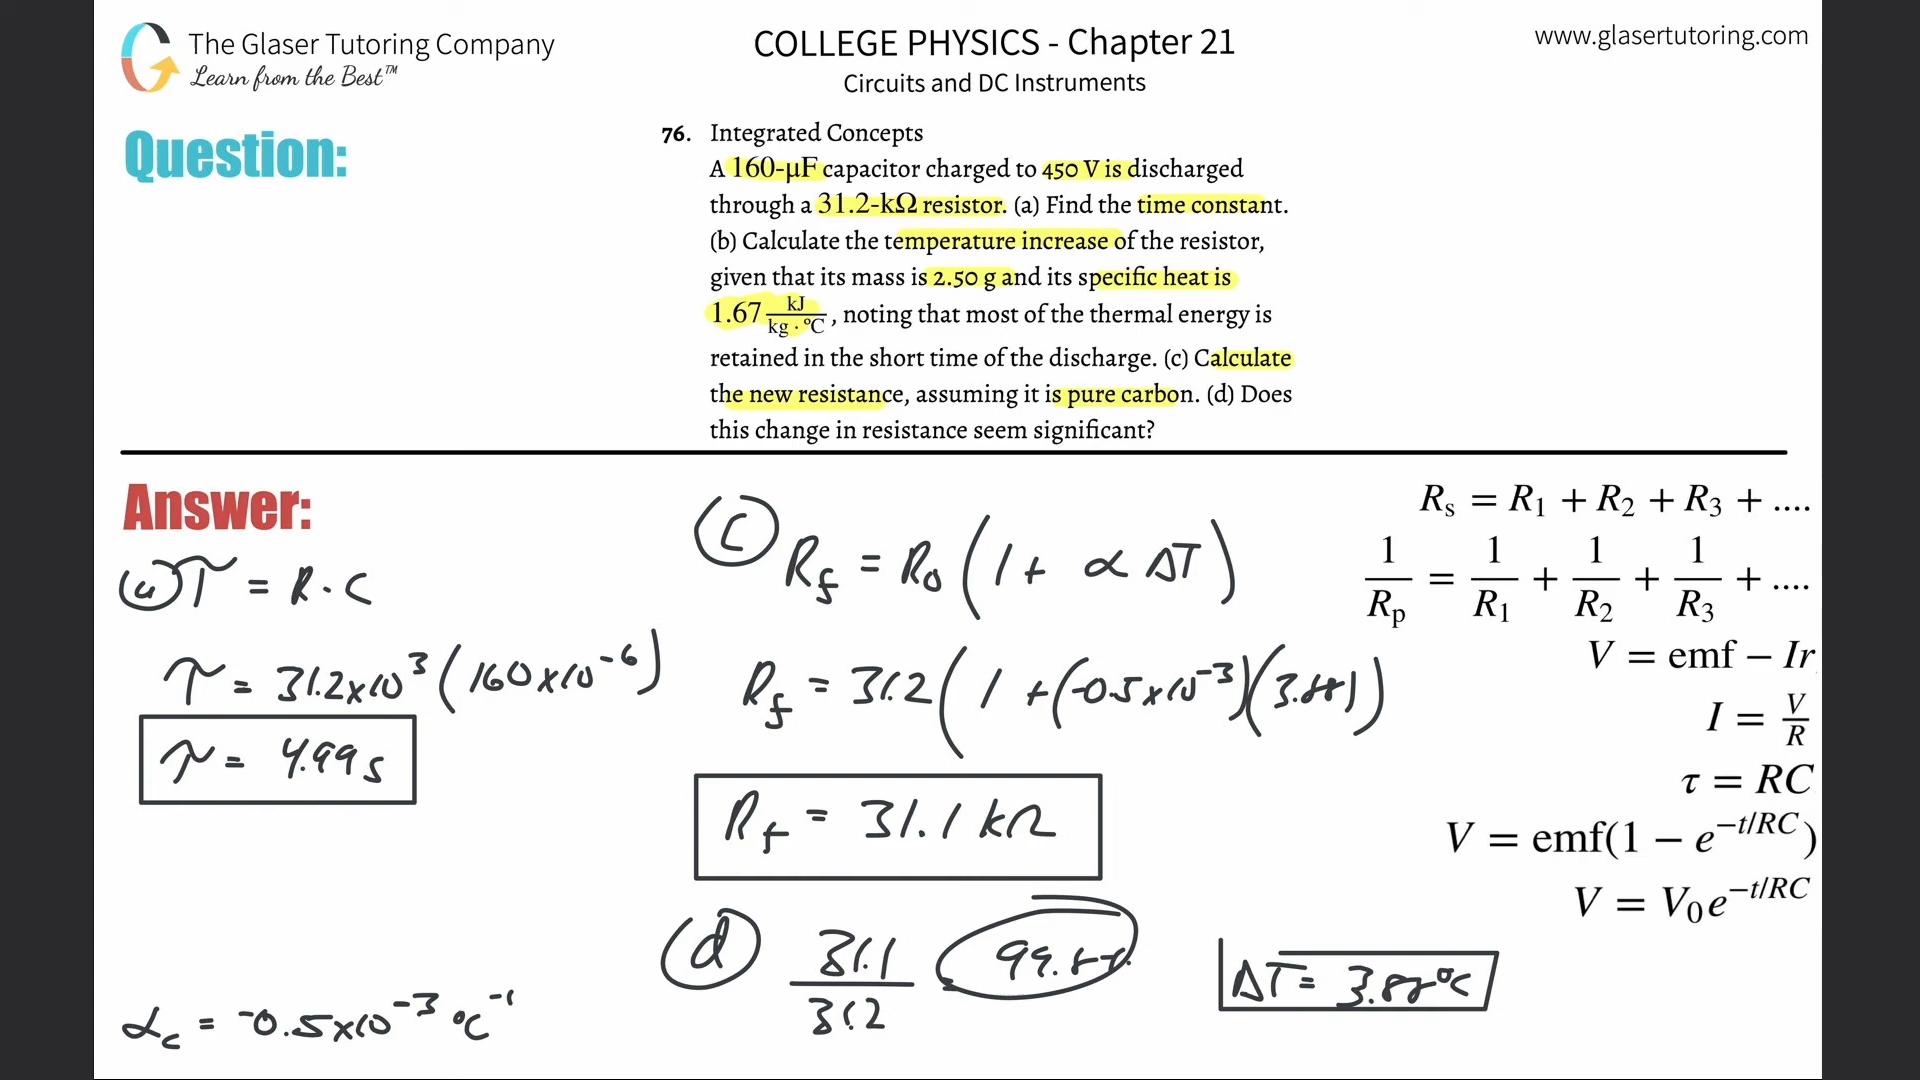 The Glaser Tutoring Company
Learn from the Best™
COLLEGE PHYSICS - Chapter 21
Circuits and DC Instruments
www.glasertutoring.com
Question:
76. Integrated Concepts
A 160-μF capacitor charged to 450 V is discharged
through a 31.2-kΩ resistor. (a) Find the time constant.
(b) Calculate the temperature increase of the resistor,
given that its mass is 2.50 g and its specific heat is
1.67 kJ/kg · ºC, noting that most of the thermal energy is
retained in the short time of the discharge. (c) Calculate
the new resistance, assuming it is pure carbon. (d) Does
this change in resistance seem significant?
Answer:
(a) τ = R · C
τ = 31.2x10^3 (160x10^-6)
τ = 4.99 s
α_c = -0.5x10^-3 °C^-1
(c) R_f = R_0 (1 + α ΔT)
R_f = 31.2 (1 + (-0.5x10^-3)(3.88))
R_f = 31.1 kΩ
(d) 31.1/31.2 =
ΔT = 3.88°C
R_s = R_1 + R_2 + R_3 + ....
1/R_p = 1/R_1 + 1/R_2 + 1/R_3 + ....
V = emf − Ir
I = V/R
τ = RC
V = emf(1 − e^−t/RC)
V = V_0e^−t/RC